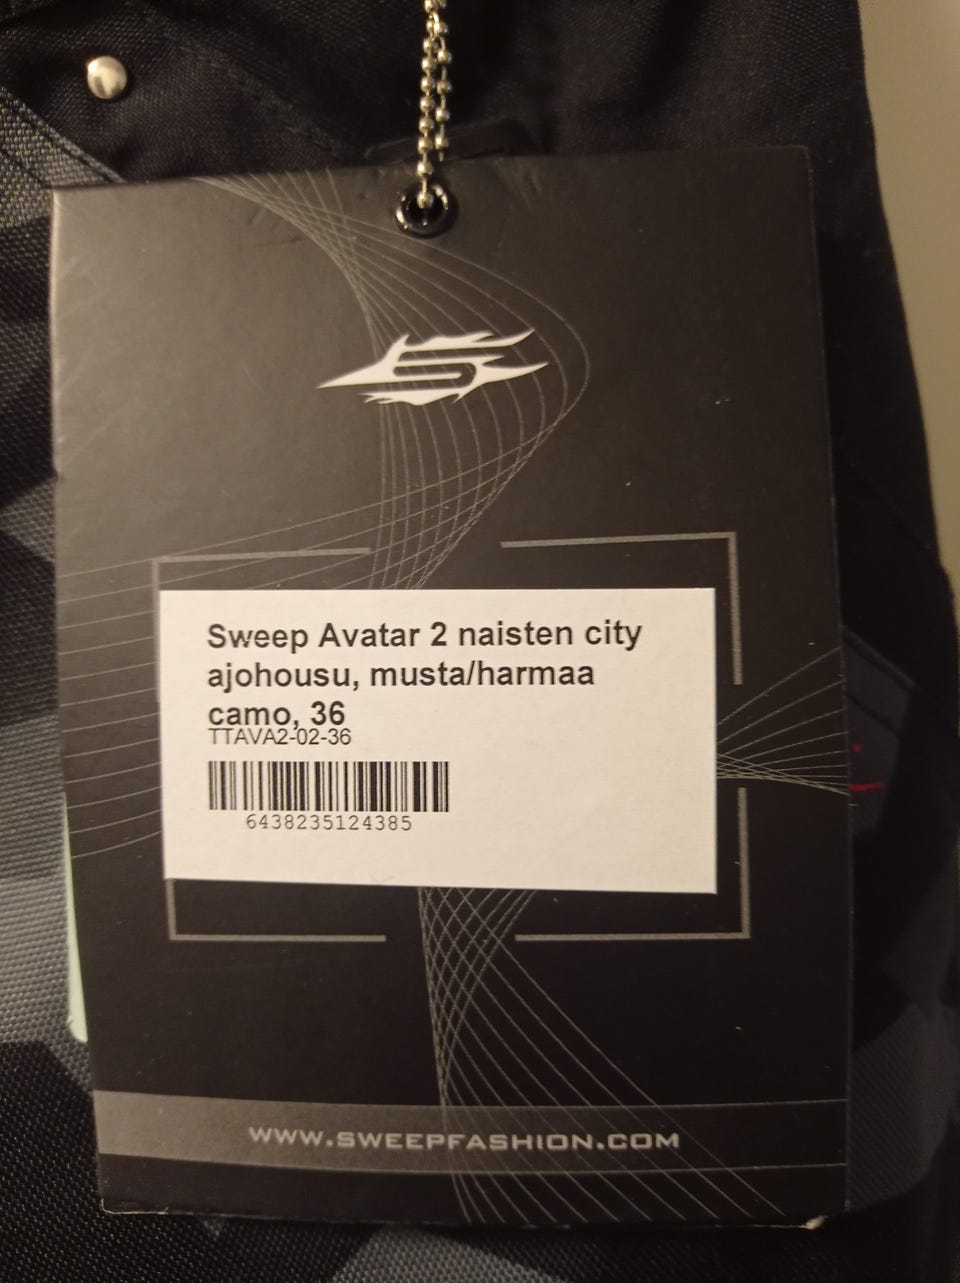 Sweep Avatar 2 naisten city
ajohousu, musta/harmaa
camo, 36
TTAVA2-02-36
6438235124385
WWW.SWEEPFASHION.COM